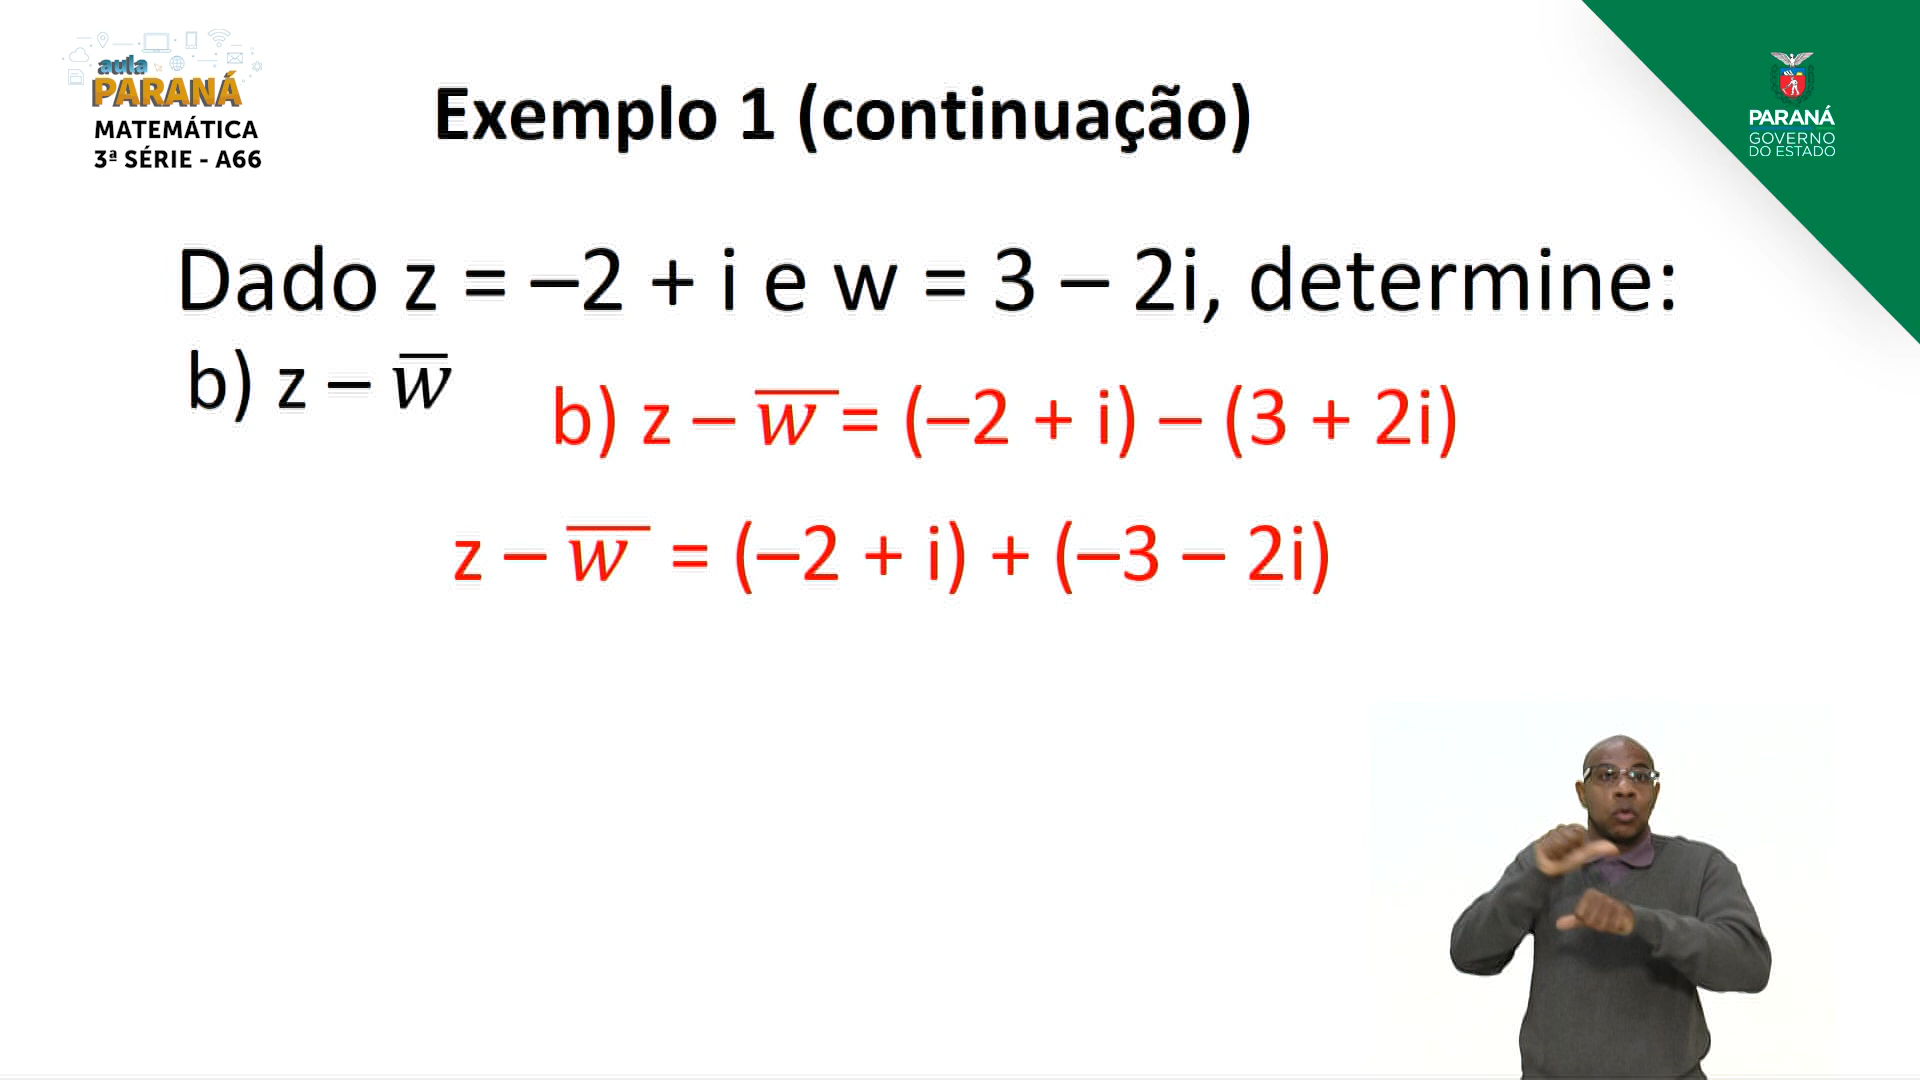 aula
PARANÁ
MATEMÁTICA
3ª SÉRIE - A66
Exemplo 1 (continuação)
PARANÁ
GOVERNO
DO ESTADO
Dado z = –2 + i e w = 3 – 2i, determine:
b) z – w̅
b) z – w̅ = (–2 + i) – (3 + 2i)
z – w̅ = (–2 + i) + (–3 – 2i)